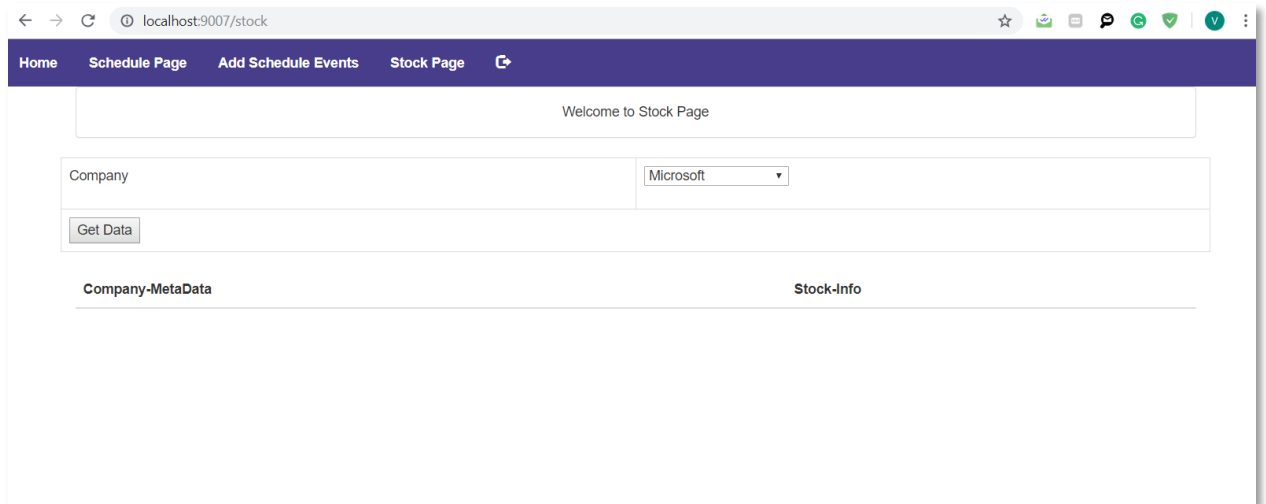 localhost:9007/stock
V
Home Schedule Page Add Schedule Events Stock Page
Welcome to Stock Page
Company Microsoft
Get Data
Company-MetaData Stock-Info